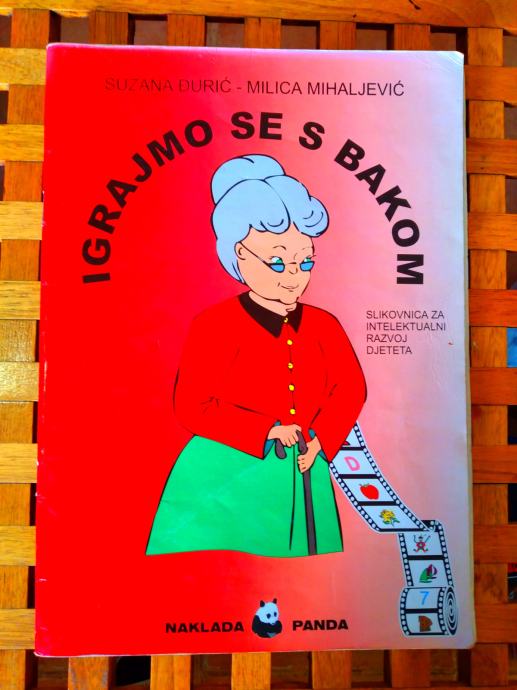 SUZANA ĐURIĆ - MILICA MIHALJEVIĆ
IGRAJMO SE S BAKOM
SLIKOVNICA ZA
INTELEKTUALNI
RAZVOJ
DJETETA
D
7
NAKLADA PANDA